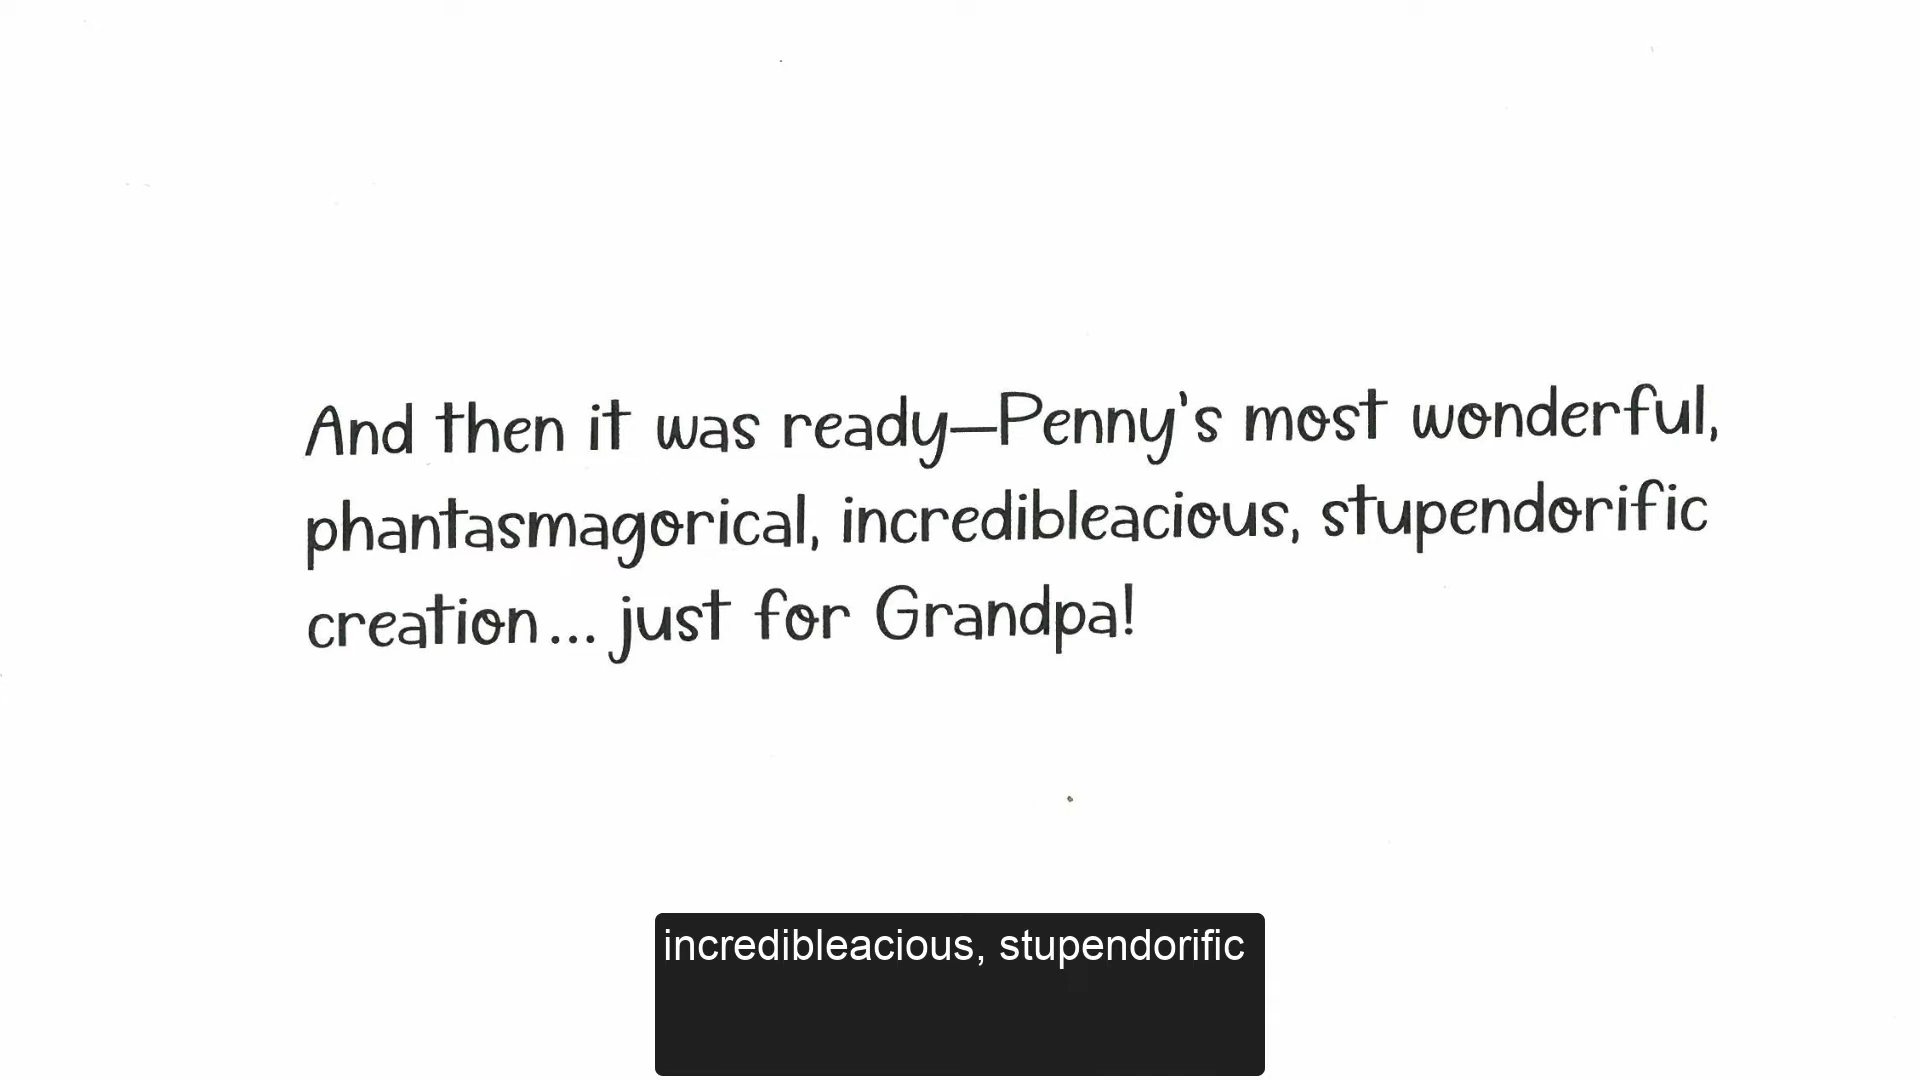 And then it was ready—Penny's most wonderful,
phantasmagorical, incredibleacious, stupendorific
creation... just for Grandpa!
incredibleacious, stupendorific